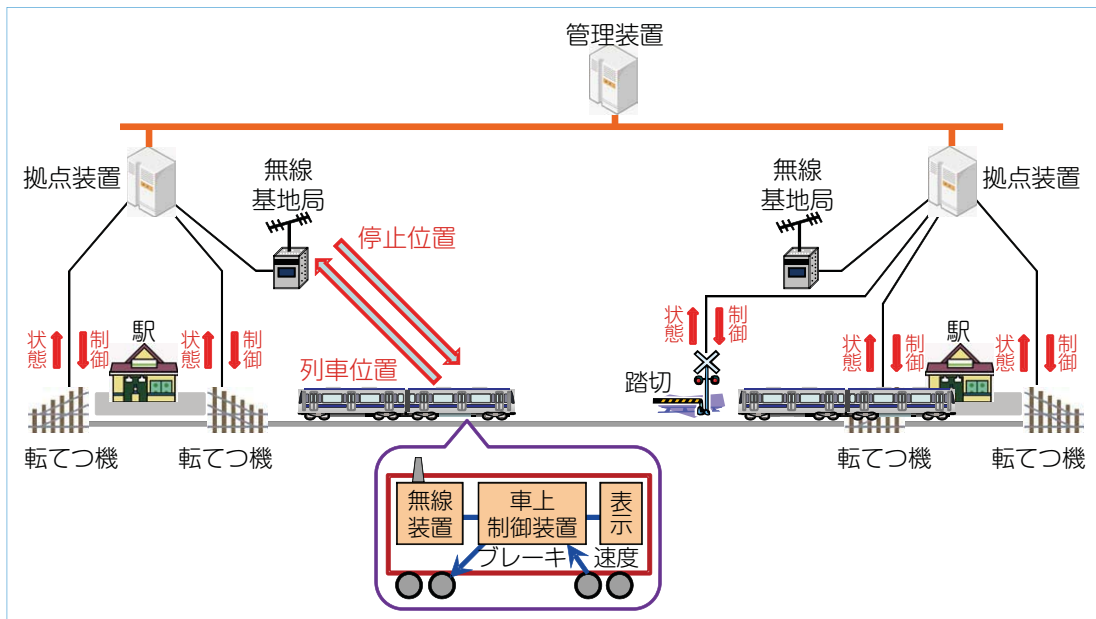 管理装置
拠点装置
無線
基地局
停止位置
列車位置
状態
制御
駅
状態
制御
転てつ機
転てつ機
無線
基地局
拠点装置
状態
制御
踏切
状態
制御
駅
状態
制御
転てつ機
転てつ機
無線
装置
車上
制御装置
表示
ブレーキ
速度